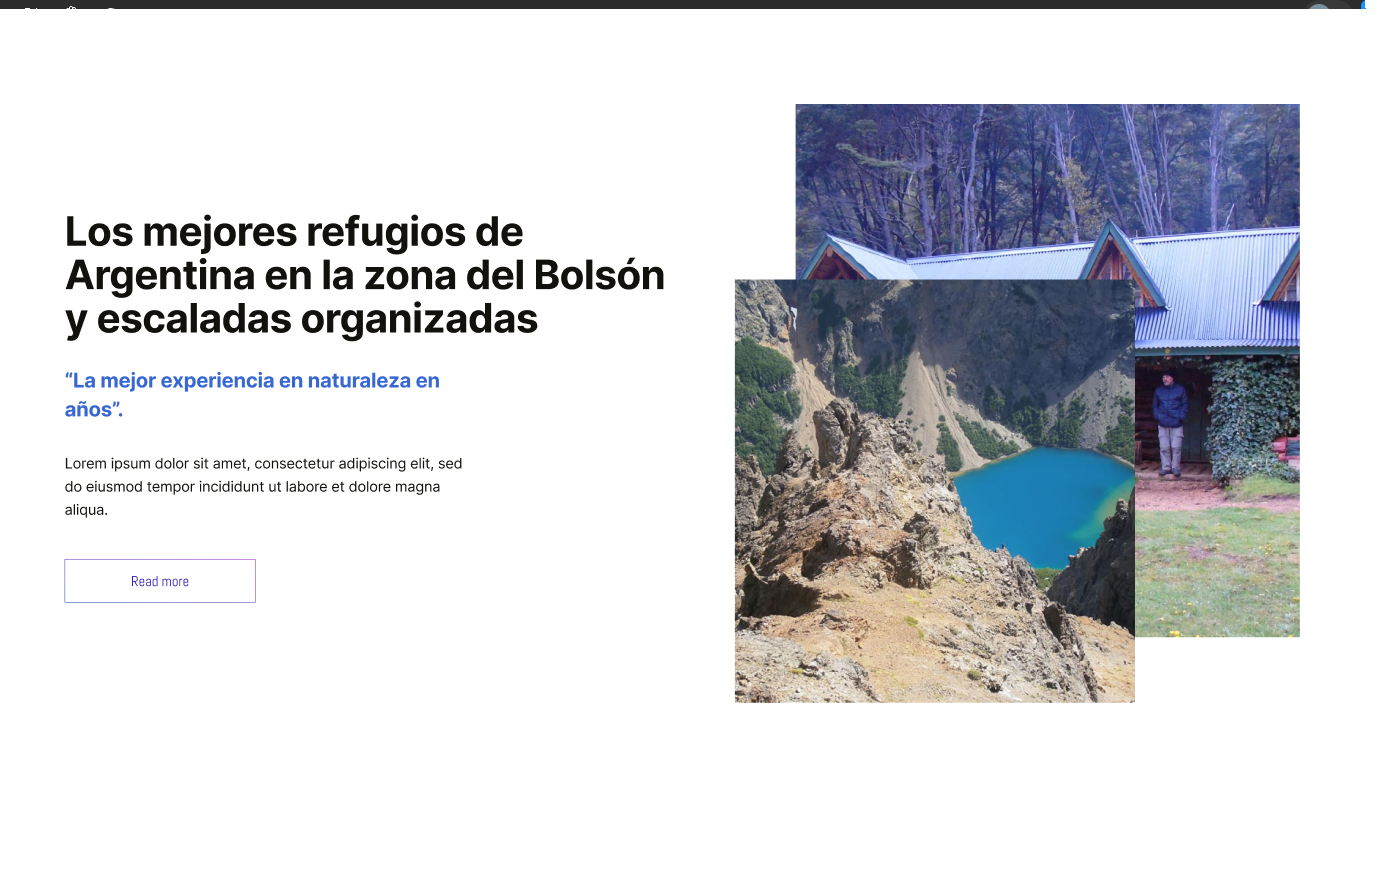 Los mejores refugios de
Argentina en la zona del Bolsón
y escaladas organizadas
“La mejor experiencia en naturaleza en
años”.
Lorem ipsum dolor sit amet, consectetur adipiscing elit, sed
do eiusmod tempor incididunt ut labore et dolore magna
aliqua.
Read more